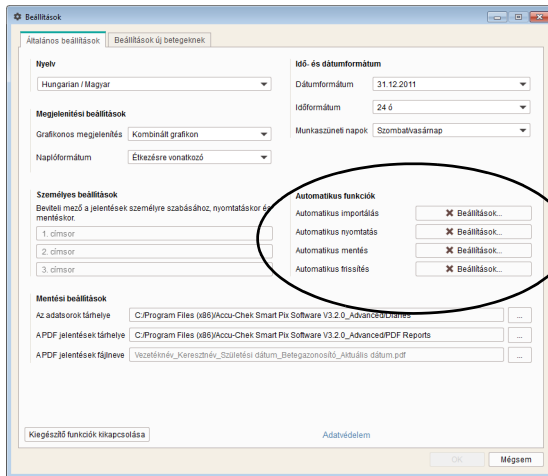 Beállítások
Általános beállítások
Beállítások új betegeknek
Nyelv
Hungarian / Magyar
Idő- és dátumformátum
Dátumformátum
31.12.2011
Időformátum
24 ó
Munkaszüneti napok
Szombat/vasárnap
Megjelenítési beállítások
Grafikonos megjelenítés
Kombinált grafikon
Naplóformátum
Étkezésre vonatkozó
Személyes beállítások
Beviteli mező a jelentések személyre szabásához, nyomtatáskor és
mentéskor.
1. címsor
2. címsor
3. címsor
Automatikus funkciók
Automatikus importálás
Beállítások...
Automatikus nyomtatás
Beállítások...
Automatikus mentés
Beállítások...
Automatikus frissítés
Beállítások...
Mentési beállítások
Az adatsorok tárhelye
C:/Program Files (x86)/Accu-Chek Smart Pix Software V3.2.0_Advanced/Diaries
...
A PDF jelentések tárhelye
C:/Program Files (x86)/Accu-Chek Smart Pix Software V3.2.0_Advanced/PDF Reports
...
A PDF jelentések fájlneve
Vezetéknév_Keresztnév_Születési dátum_Betegazonosító_Aktuális dátum.pdf
...
Kiegészítő funkciók kikapcsolása
Adatvédelem
OK
Mégsem